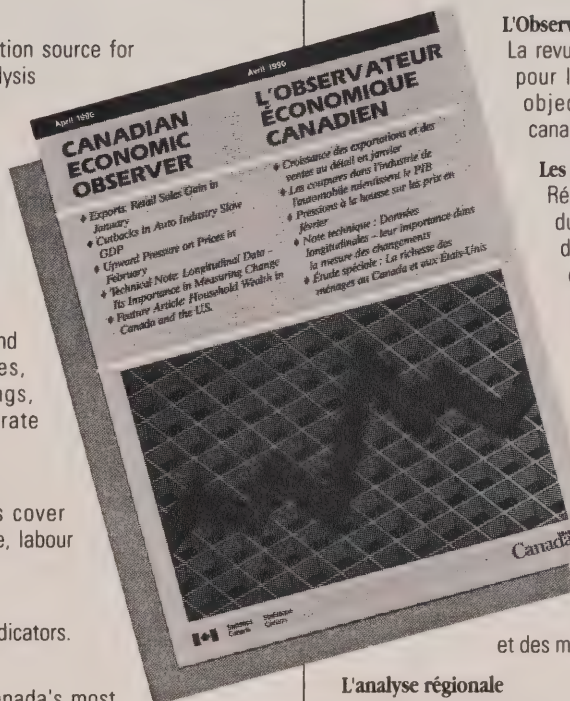 tion source for
lysis
nd
es,
ngs,
rate
s cover
e, labour
dicators.
anada's most
April 1990
Avril 1990
CANADIAN
ECONOMIC
OBSERVER
♦ Exports, Retail Sales Gain in
January
♦ Cutbacks in Auto Industry Slow
GDP
♦ Upward Pressure on Prices in
February
♦ Technical Note: Longitudinal Data –
Its Importance in Measuring Change
♦ Feature Article: Household Wealth in
Canada and the U.S.
L'OBSERVATEUR
ÉCONOMIQUE
CANADIEN
♦ Croissance des exportations et des
ventes au détail en janvier
♦ Les coupures dans l'industrie de
l'automobile ralentissent le PIB
♦ Pressions à la hausse sur les prix en
février
♦ Note technique : Données
longitudinales – leur importance dans
la mesure des changements
♦ Étude spéciale : La richesse des
ménages au Canada et aux États-Unis
Statistics
Canada
Statistique
Canada
Canada
L'Observ
La revu
pour l
objec
cana
Les
Ré
du
d
et des m
L'analyse régionale